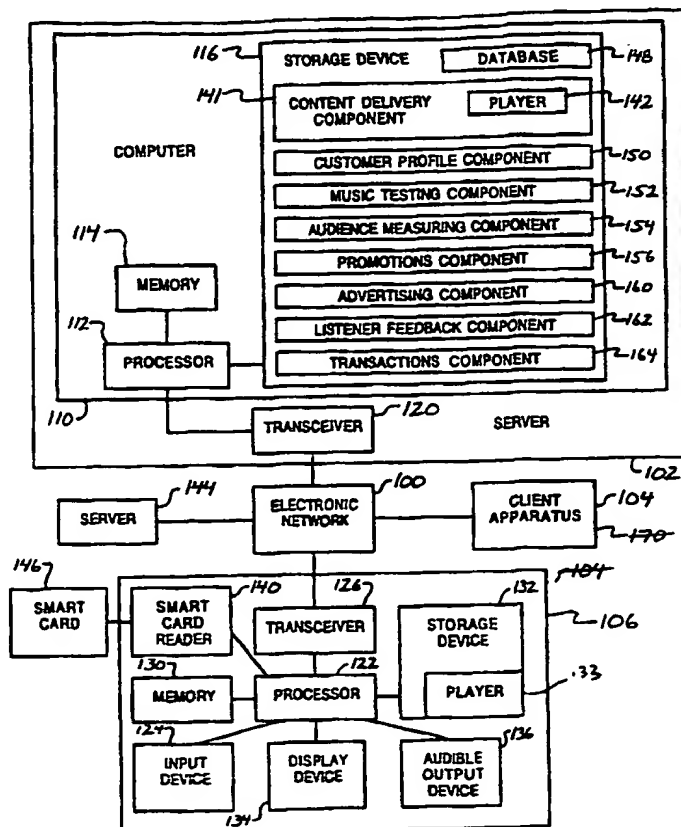 116
STORAGE DEVICE
DATABASE
148
141
CONTENT DELIVERY
COMPONENT
PLAYER
142
COMPUTER
CUSTOMER PROFILE COMPONENT
150
MUSIC TESTING COMPONENT
152
114
AUDIENCE MEASURING COMPONENT
154
MEMORY
PROMOTIONS COMPONENT
156
112
ADVERTISING COMPONENT
160
PROCESSOR
LISTENER FEEDBACK COMPONENT
162
TRANSACTIONS COMPONENT
164
110
TRANSCEIVER
120
SERVER
102
144
SERVER
100
ELECTRONIC
NETWORK
CLIENT
APPARATUS
104
170
146
SMART
CARD
140
SMART
CARD
READER
126
TRANSCEIVER
132
STORAGE
DEVICE
104
106
130
MEMORY
122
PROCESSOR
PLAYER
133
124
INPUT
DEVICE
DISPLAY
DEVICE
134
AUDIBLE
OUTPUT
DEVICE
136